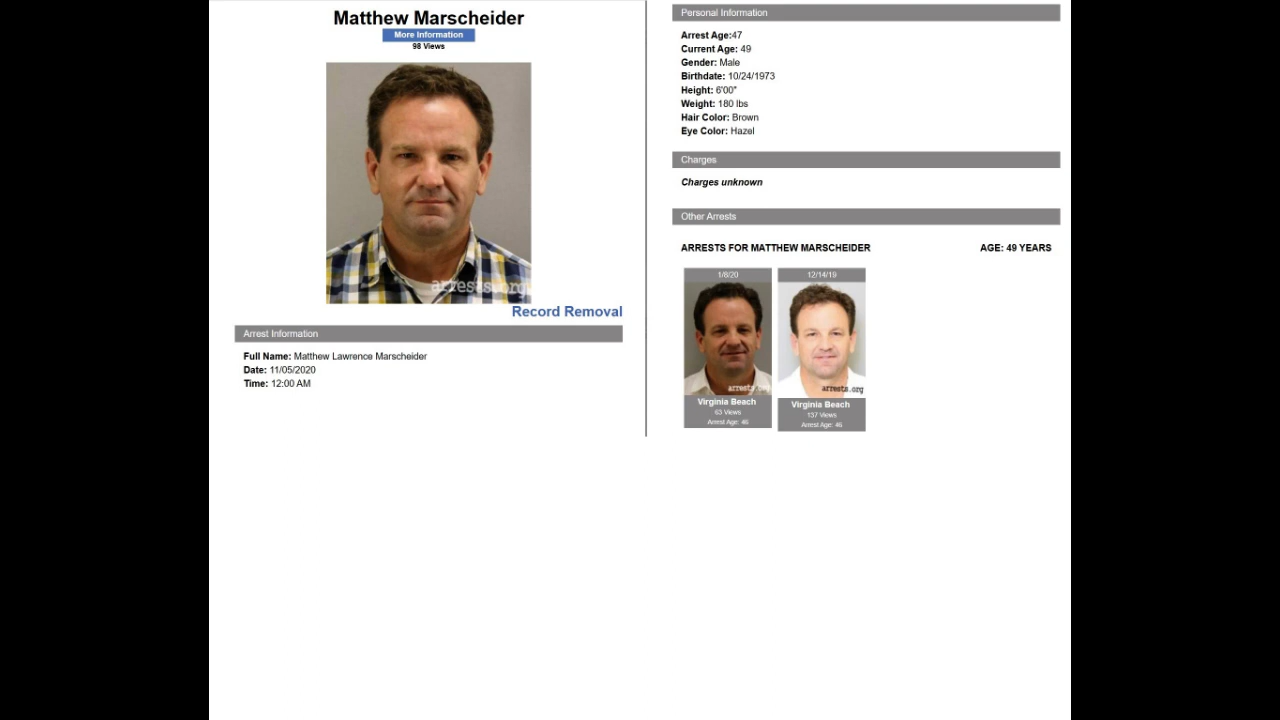 Matthew Marscheider
More Information
98 Views
arrests.org
Record Removal
Arrest Information
Full Name: Matthew Lawrence Marscheider
Date: 11/05/2020
Time: 12:00 AM
Personal Information
Arrest Age:47
Current Age: 49
Gender: Male
Birthdate: 10/24/1973
Height: 6'00"
Weight: 180 lbs
Hair Color: Brown
Eye Color: Hazel
Charges
Charges unknown
Other Arrests
ARRESTS FOR MATTHEW MARSCHEIDER AGE: 49 YEARS
1/8/20
arrests.org
Virginia Beach
63 Views
Arrest Age: 46
12/14/19
arrests.org
Virginia Beach
137 Views
Arrest Age: 46